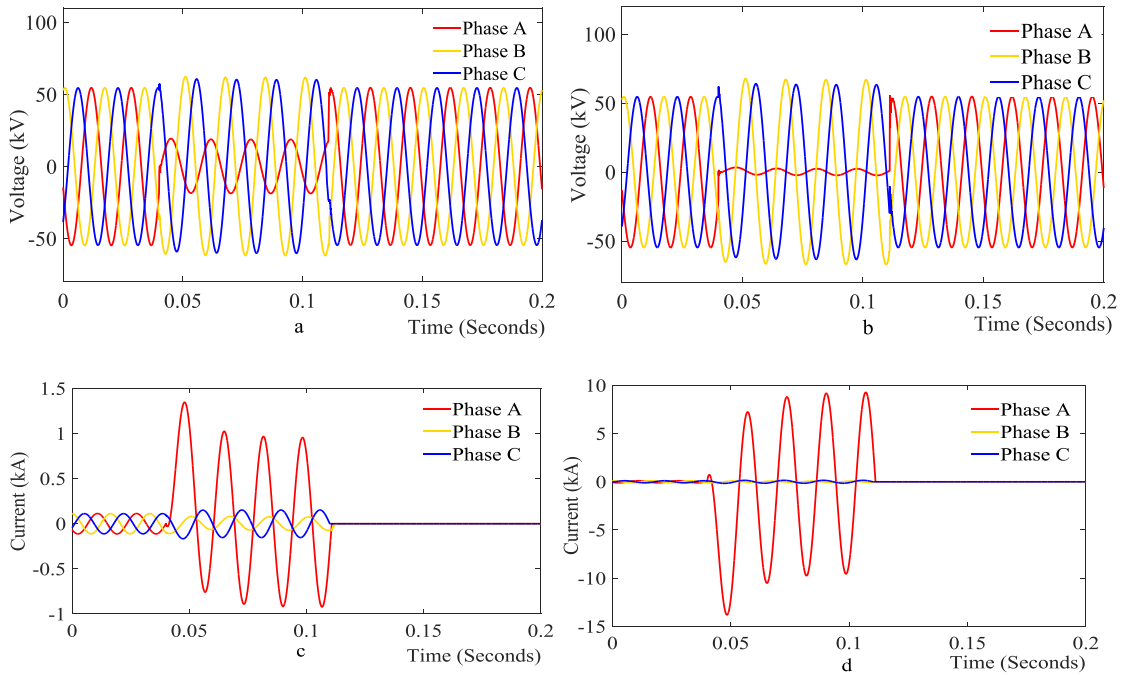 100
50
0
-50
Voltage (kV)
Phase A
Phase B
Phase C
0
0.05
0.1
0.15
0.2
a
Time (Seconds)
100
50
0
-50
Voltage (kV)
Phase A
Phase B
Phase C
0
0.05
0.1
0.15
0.2
b
Time (Seconds)
1.5
1
0.5
0
-0.5
-1
Current (kA)
Phase A
Phase B
Phase C
0
0.05
0.1
0.15
0.2
c
Time (Seconds)
10
5
0
-5
-10
-15
Current (kA)
Phase A
Phase B
Phase C
0
0.05
0.1
0.15
0.2
d
Time (Seconds)